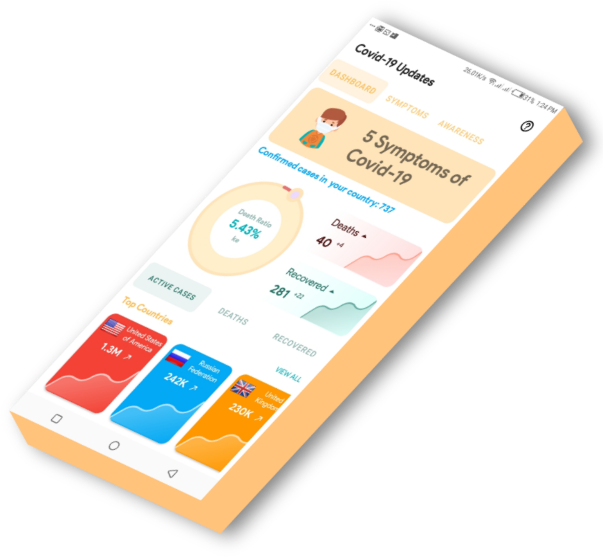 26.01K/s 31% 1:24 PM
Covid-19 Updates
DASHBOARD SYMPTOMS AWARENESS
5 Symptoms of
Covid-19
Confirmed cases in your country: 737
Death Ratio
5.43%
ke
Deaths
40 +4
Recovered
281 +22
ACTIVE CASES DEATHS RECOVERED
Top Countries
VIEW ALL
United States
of America
1.3M
Russian
Federation
242K
United
Kingdom
230K